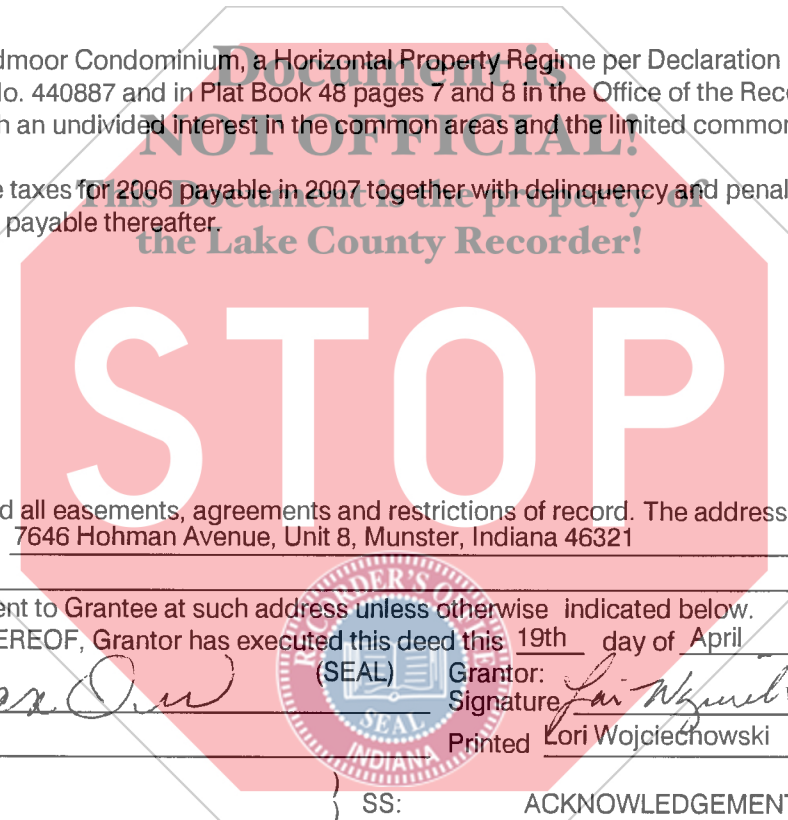 dmoor Condominium, a Horizontal Property Regime per Declaration
Document is
No. 440887 and in Plat Book 48 pages 7 and 8 in the Office of the Reco
h an undivided interest in the common areas and the limited common
NOT OFFICIAL!
e taxes for 2006 payable in 2007 together with delinquency and penal
This Document is the property of
payable thereafter.
the Lake County Recorder!
STOP
d all easements, agreements and restrictions of record. The address
7646 Hohman Avenue, Unit 8, Munster, Indiana 46321
ent to Grantee at such address unless otherwise indicated below.
EREOF, Grantor has executed this deed this 19th day of April
(SEAL) Grantor:
Signature
Printed Lori Wojciechowski
RECORDER'S OFFICE
SEAL
INDIANA
SS: ACKNOWLEDGEMENT